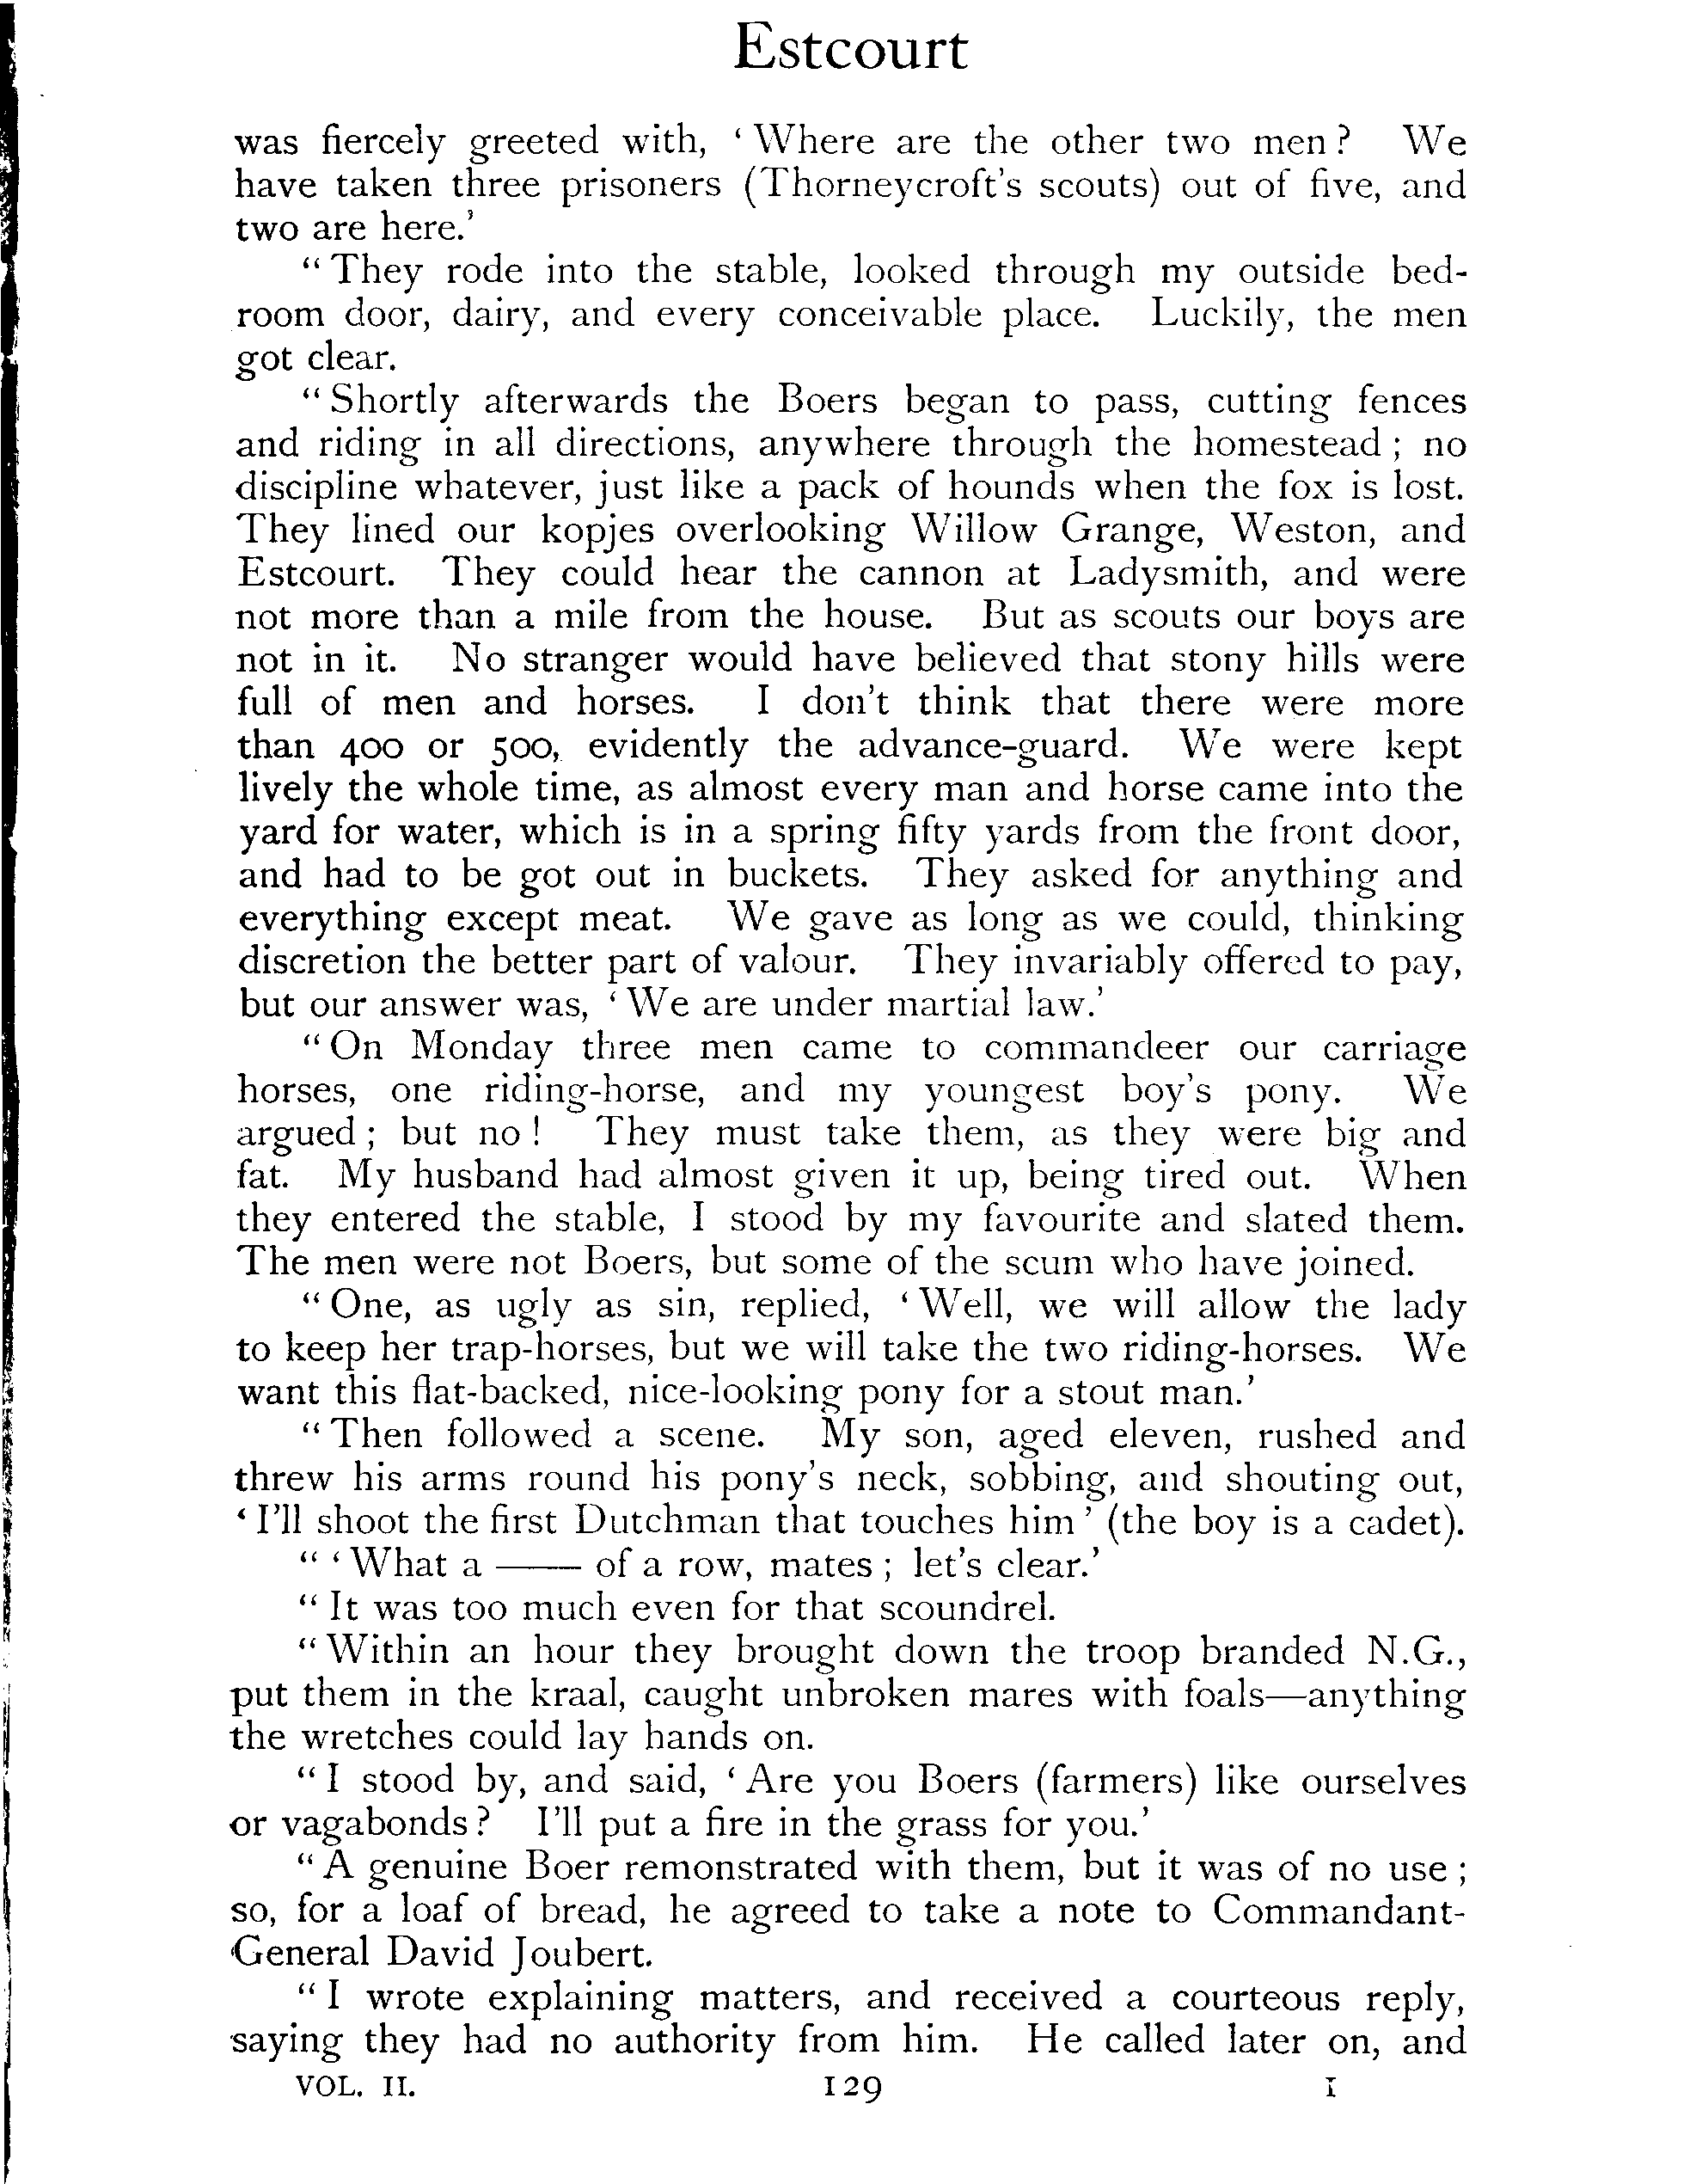 Estcourt
was fiercely greeted with, ‘ Where are the other two men ? We
have taken three prisoners (Thorneycroft's scouts) out of five, and
two are here.’
“ They rode into the stable, looked through my outside bed-
room door, dairy, and every conceivable place. Luckily, the men
got clear.
“ Shortly afterwards the Boers began to pass, cutting fences
and riding in all directions, anywhere through the homestead ; no
discipline whatever, just like a pack of hounds when the fox is lost.
They lined our kopjes overlooking Willow Grange, Weston, and
Estcourt. They could hear the cannon at Ladysmith, and were
not more than a mile from the house. But as scouts our boys are
not in it. No stranger would have believed that stony hills were
full of men and horses. I don't think that there were more
than 400 or 500, evidently the advance-guard. We were kept
lively the whole time, as almost every man and horse came into the
yard for water, which is in a spring fifty yards from the front door,
and had to be got out in buckets. They asked for anything and
everything except meat. We gave as long as we could, thinking
discretion the better part of valour. They invariably offered to pay,
but our answer was, ‘ We are under martial law.’
“ On Monday three men came to commandeer our carriage
horses, one riding-horse, and my youngest boy's pony. We
argued ; but no ! They must take them, as they were big and
fat. My husband had almost given it up, being tired out. When
they entered the stable, I stood by my favourite and slated them.
The men were not Boers, but some of the scum who have joined.
“ One, as ugly as sin, replied, ‘ Well, we will allow the lady
to keep her trap-horses, but we will take the two riding-horses. We
want this flat-backed, nice-looking pony for a stout man.’
“ Then followed a scene. My son, aged eleven, rushed and
threw his arms round his pony's neck, sobbing, and shouting out,
‘ I'll shoot the first Dutchman that touches him ’ (the boy is a cadet).
“ ‘ What a —— of a row, mates ; let's clear.’
“ It was too much even for that scoundrel.
“ Within an hour they brought down the troop branded N.G.,
put them in the kraal, caught unbroken mares with foals—anything
the wretches could lay hands on.
“ I stood by, and said, ‘ Are you Boers (farmers) like ourselves
or vagabonds ? I'll put a fire in the grass for you.’
“ A genuine Boer remonstrated with them, but it was of no use ;
so, for a loaf of bread, he agreed to take a note to Commandant-
General David Joubert.
“ I wrote explaining matters, and received a courteous reply,
saying they had no authority from him. He called later on, and
VOL. II. 129 I